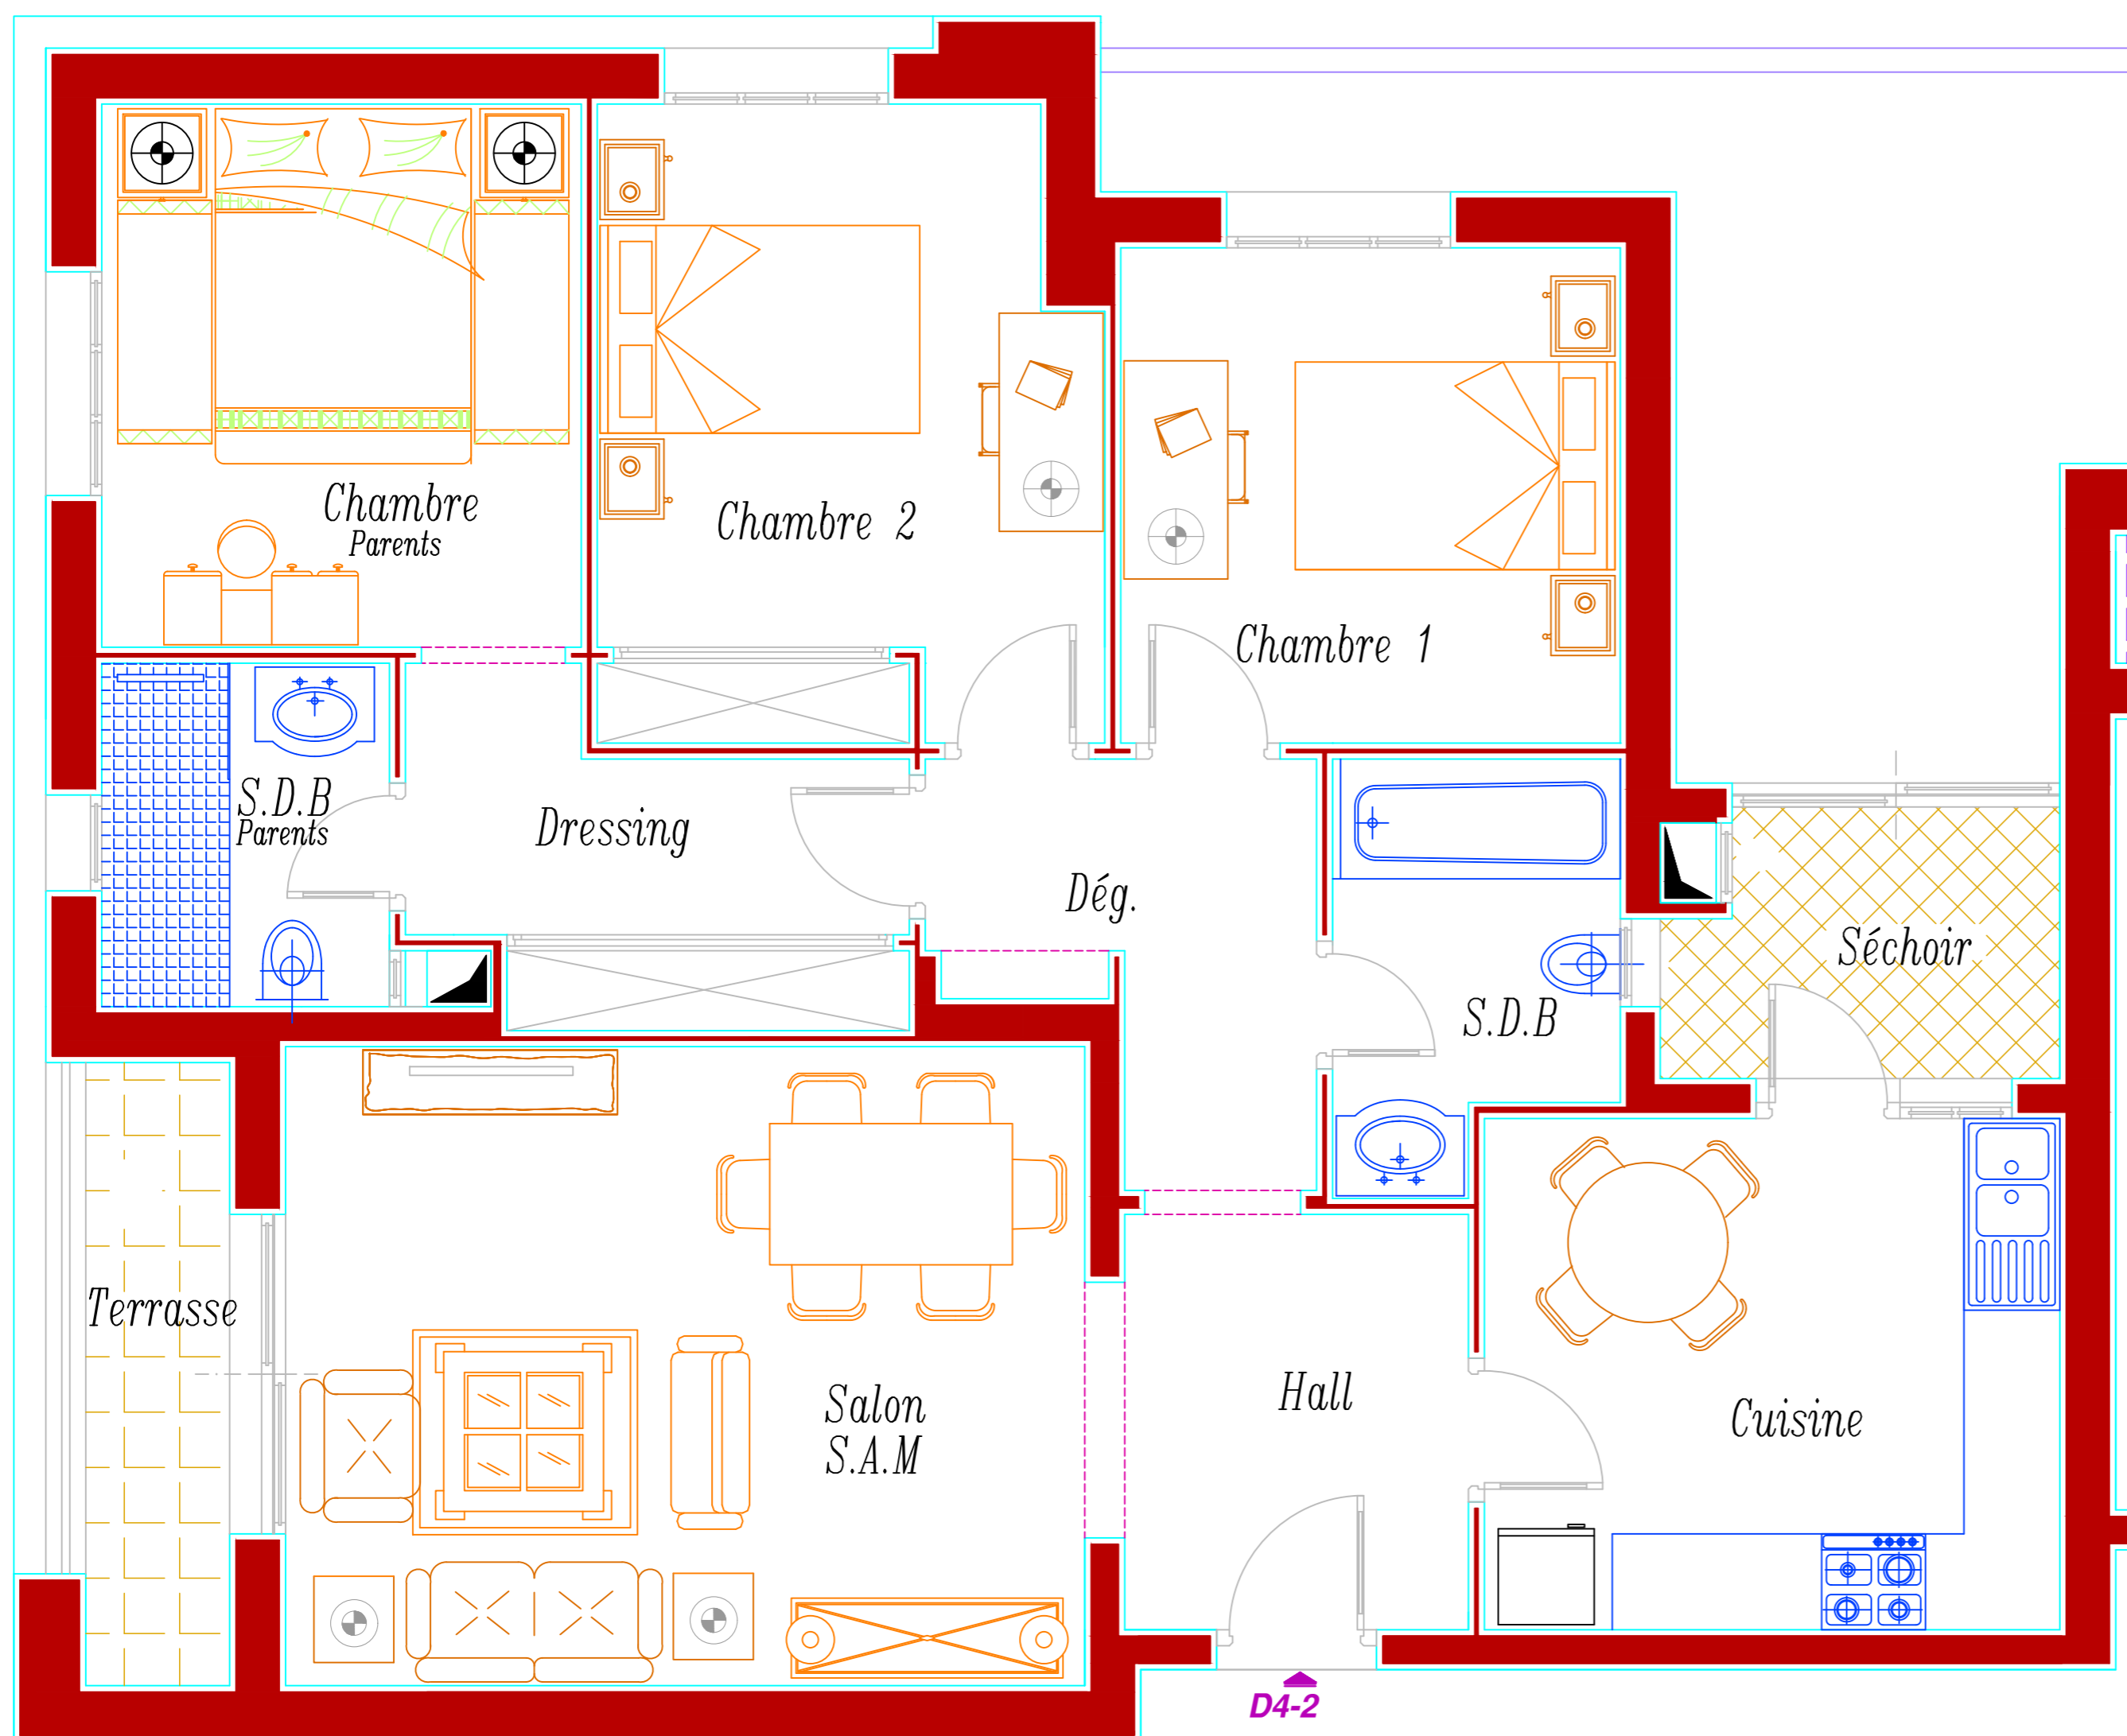 Chambre
Parents
Chambre 2
Chambre 1
S.D.B
Parents
Dressing
Dég.
Séchoir
S.D.B
Terrasse
Salon
S.A.M
Hall
Cuisine
D4-2